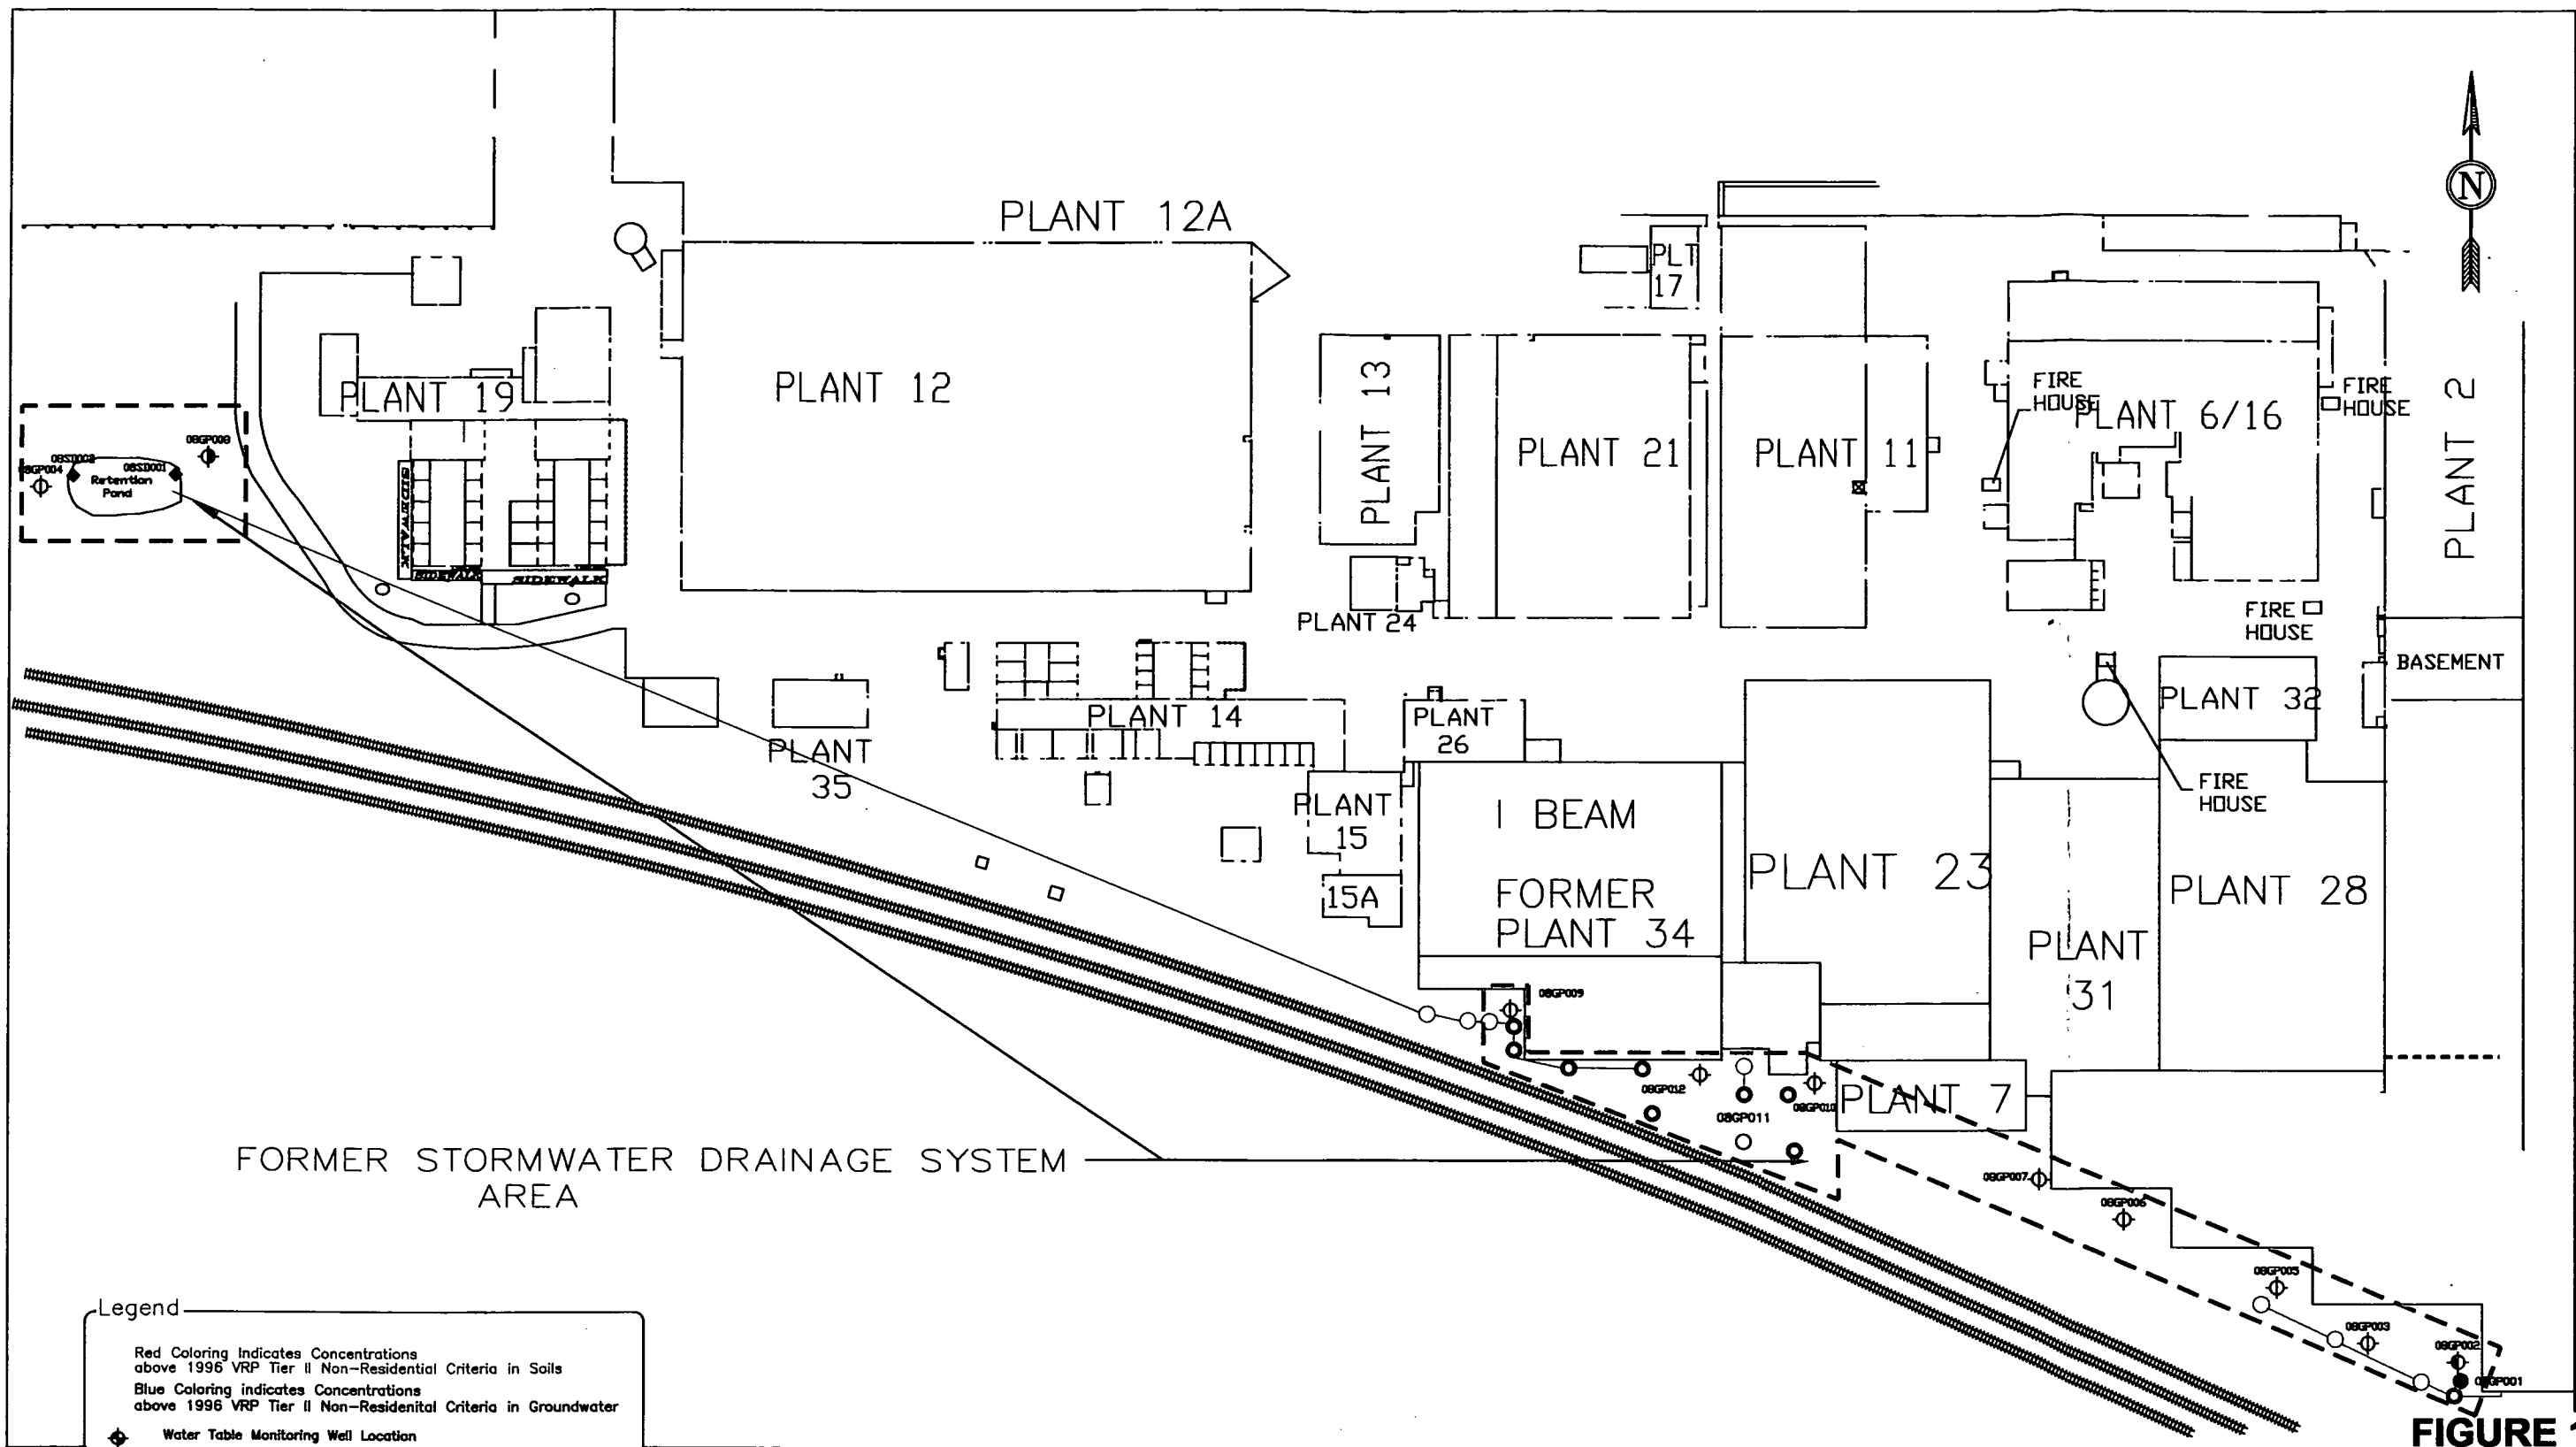 N
PLANT 12A
PLT
17
PLANT 12
PLANT 19
PLANT 13
PLANT 21
PLANT 11
FIRE
HOUSE
PLANT 6/16
FIRE
HOUSE
PLANT 2
08GP008
08SD001
08GP004
Retention
Pond
SIDEWALK
SIDEWALK
SIDEWALK
PLANT 24
FIRE
HOUSE
BASEMENT
PLANT 14
PLANT
26
PLANT 32
PLANT
35
FIRE
HOUSE
PLANT
15
15A
I BEAM
FORMER
PLANT 34
PLANT 23
PLANT 28
PLANT
31
08GP009
08GP012
08GP011
08GP010
PLANT 7
FORMER STORMWATER DRAINAGE SYSTEM
AREA
08GP007
08GP006
08GP005
08GP003
08GP002
08GP001
Legend
Red Coloring Indicates Concentrations
above 1996 VRP Tier II Non-Residential Criteria in Soils
Blue Coloring indicates Concentrations
above 1996 VRP Tier II Non-Residenital Criteria in Groundwater
Water Table Monitoring Well Location
FIGURE